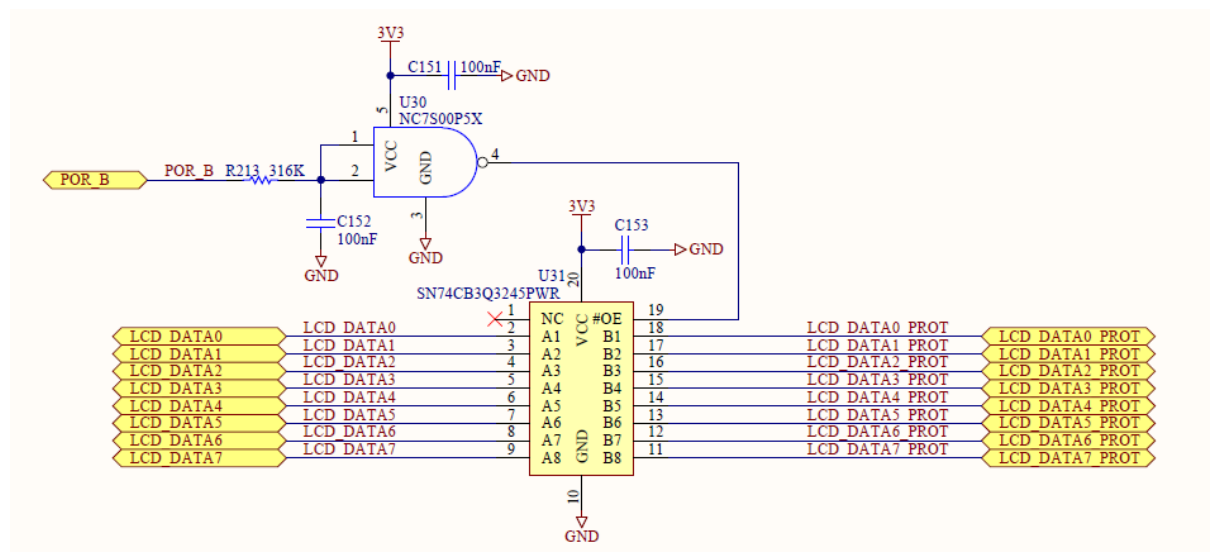 3V3
C151 100nF GND
U30
NC7S00P5X
5
1
VCC
GND
4
POR_B POR_B R213 316K 2
3
C152
100nF
GND
GND
3V3
C153
GND
100nF
U31
20
SN74CB3Q3245PWR
1 NC VCC #OE 19
LCD_DATA0 LCD_DATA0 2 A1 B1 18 LCD_DATA0_PROT LCD_DATA0_PROT
LCD_DATA1 LCD_DATA1 3 A2 B2 17 LCD_DATA1_PROT LCD_DATA1_PROT
LCD_DATA2 LCD_DATA2 4 A3 B3 16 LCD_DATA2_PROT LCD_DATA2_PROT
LCD_DATA3 LCD_DATA3 5 A4 B4 15 LCD_DATA3_PROT LCD_DATA3_PROT
LCD_DATA4 LCD_DATA4 6 A5 B5 14 LCD_DATA4_PROT LCD_DATA4_PROT
LCD_DATA5 LCD_DATA5 7 A6 B6 13 LCD_DATA5_PROT LCD_DATA5_PROT
LCD_DATA6 LCD_DATA6 8 A7 B7 12 LCD_DATA6_PROT LCD_DATA6_PROT
LCD_DATA7 LCD_DATA7 9 A8 GND B8 11 LCD_DATA7_PROT LCD_DATA7_PROT
10
GND